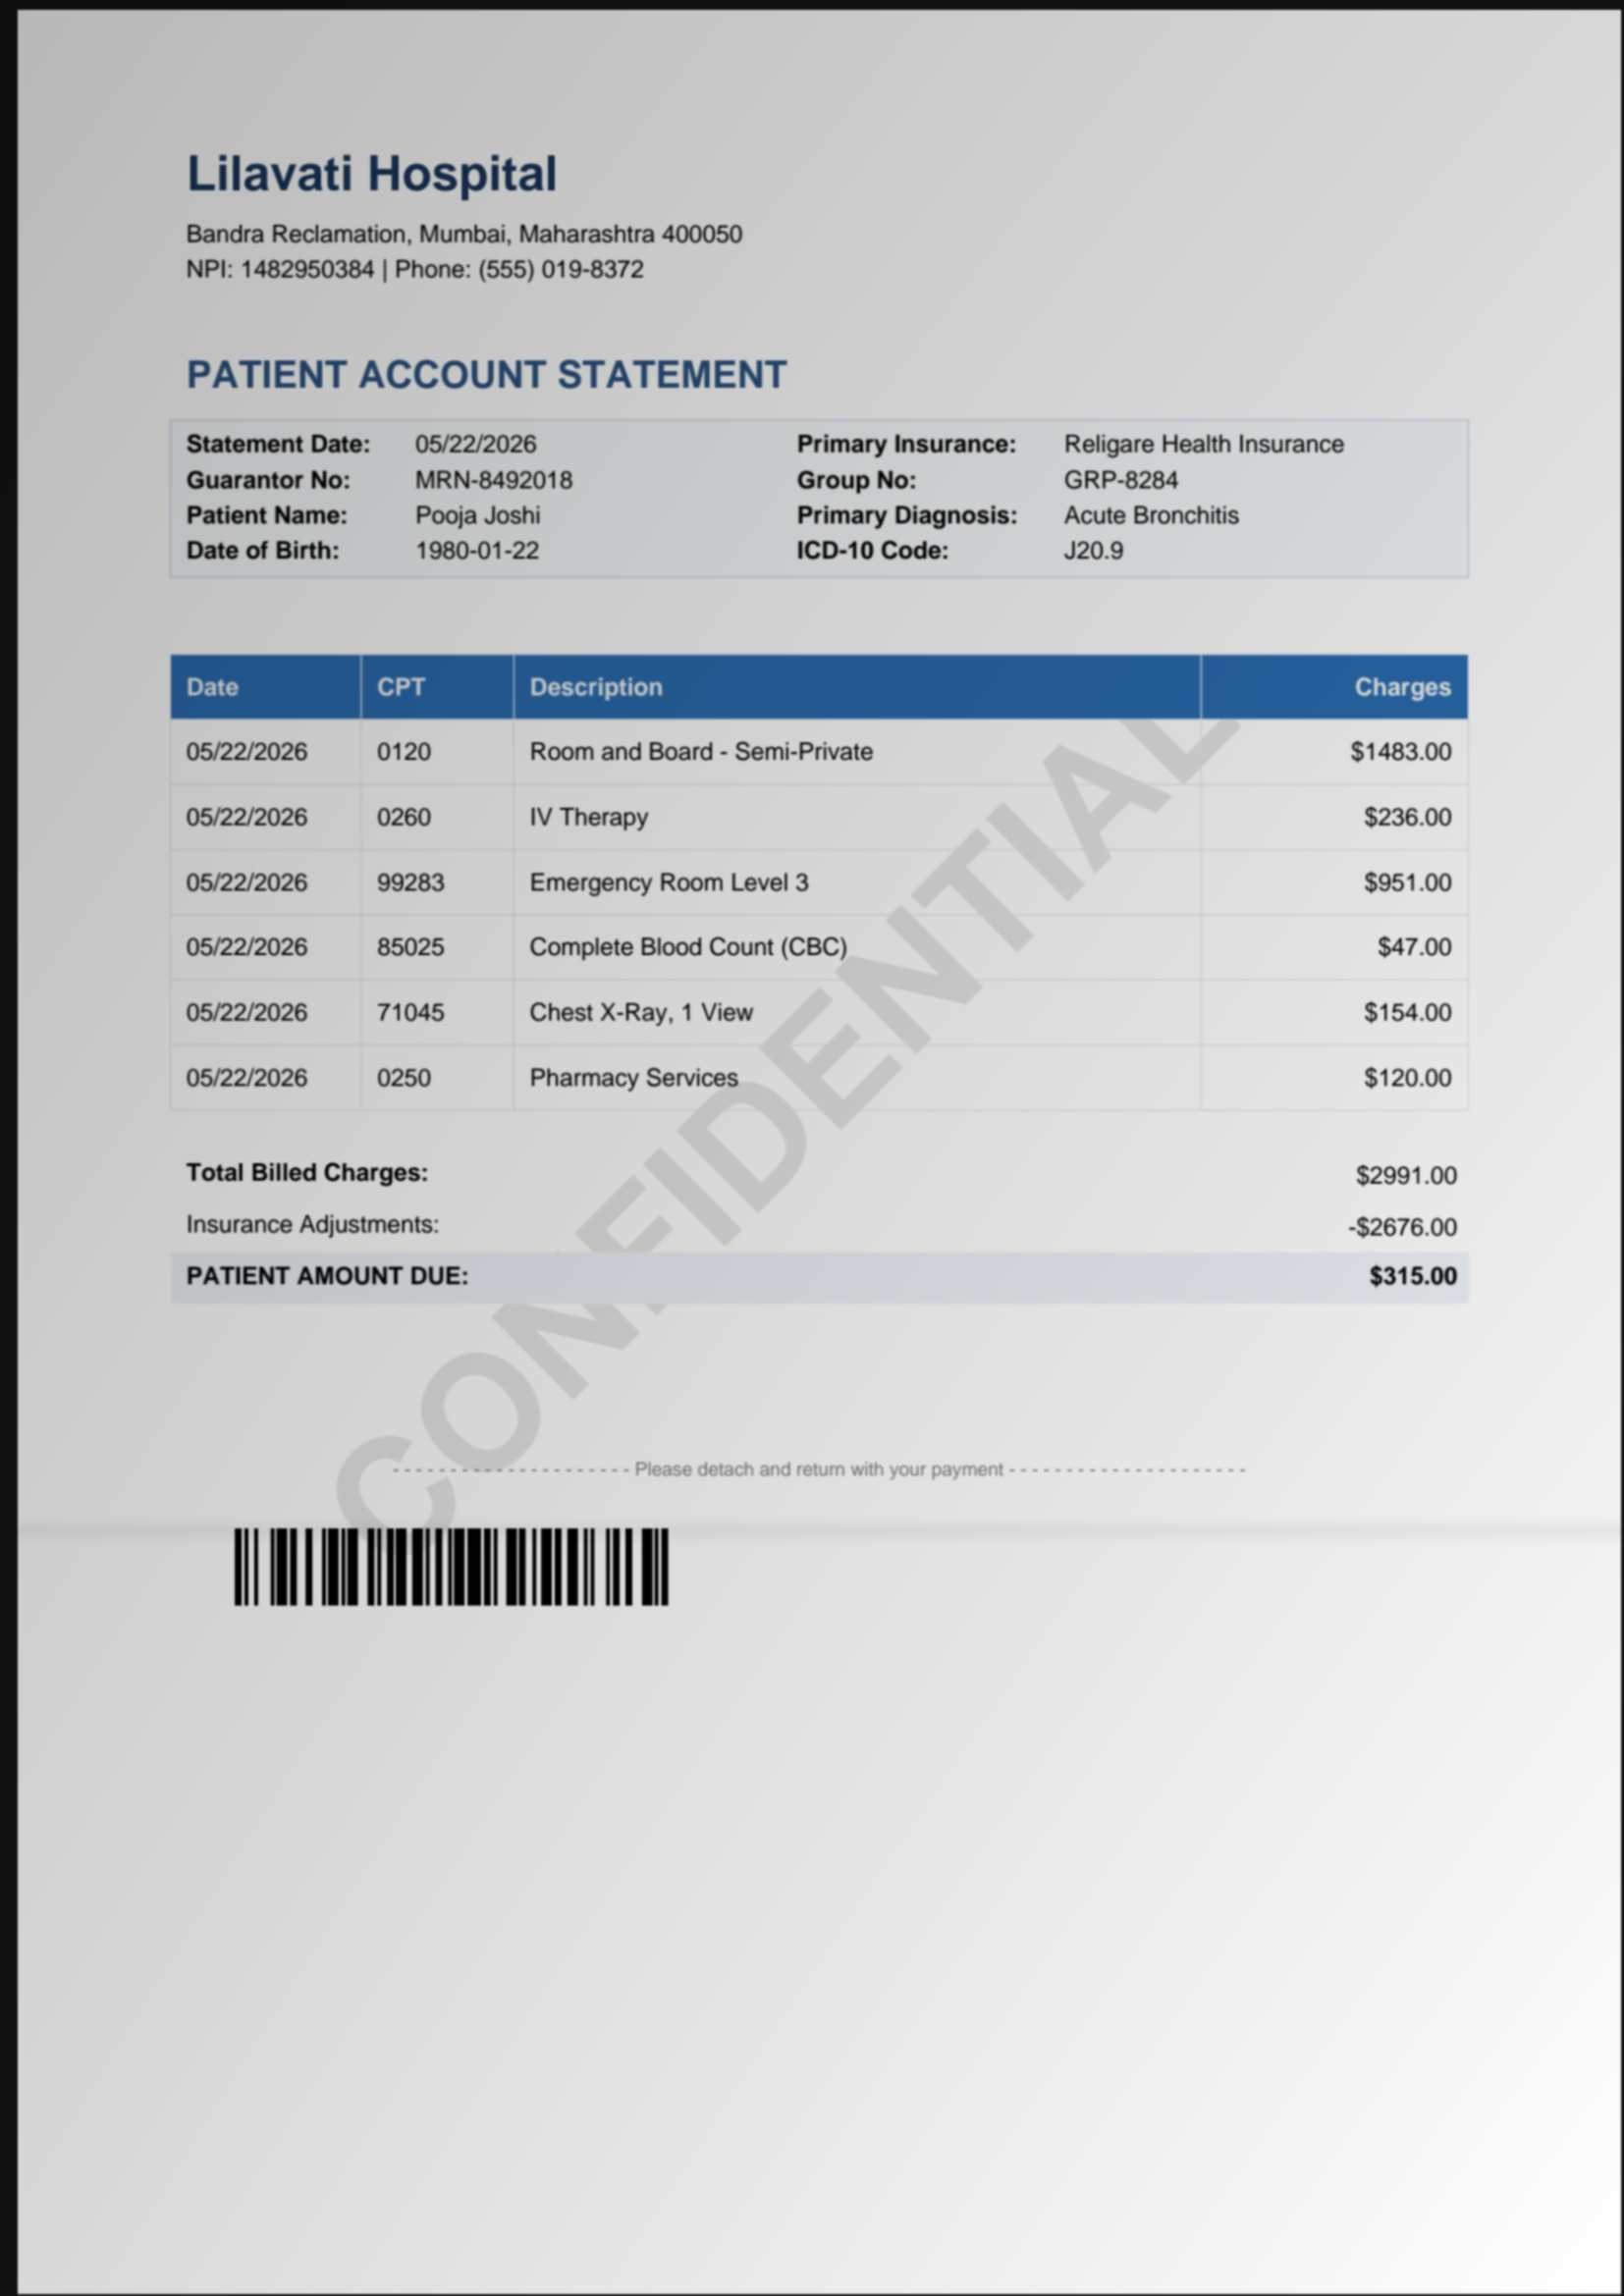 Lilavati Hospital
Bandra Reclamation, Mumbai, Maharashtra 400050
NPI: 1482950384 | Phone: (555) 019-8372
PATIENT ACCOUNT STATEMENT
Statement Date: 05/22/2026 Primary Insurance: Religare Health Insurance
Guarantor No: MRN-8492018 Group No: GRP-8284
Patient Name: Pooja Joshi Primary Diagnosis: Acute Bronchitis
Date of Birth: 1980-01-22 ICD-10 Code: J20.9
Date CPT Description Charges
05/22/2026 0120 Room and Board - Semi-Private $1483.00
05/22/2026 0260 IV Therapy $236.00
05/22/2026 99283 Emergency Room Level 3 $951.00
05/22/2026 85025 Complete Blood Count (CBC) $47.00
05/22/2026 71045 Chest X-Ray, 1 View $154.00
05/22/2026 0250 Pharmacy Services $120.00
Total Billed Charges: $2991.00
Insurance Adjustments: -$2676.00
PATIENT AMOUNT DUE: $315.00
CONFIDENTIAL
- - - - - - - - - - - - - - - - - - - - Please detach and return with your payment - - - - - - - - - - - - - - - - - - - -